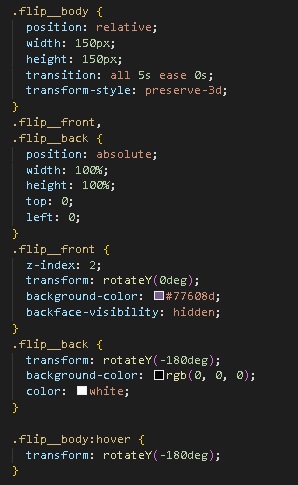 .flip__body {
position: relative;
width: 150px;
height: 150px;
transition: all 5s ease 0s;
transform-style: preserve-3d;
}
.flip__front,
.flip__back {
position: absolute;
width: 100%;
height: 100%;
top: 0;
left: 0;
}
.flip__front {
z-index: 2;
transform: rotateY(0deg);
background-color: #77608d;
backface-visibility: hidden;
}
.flip__back {
transform: rotateY(-180deg);
background-color: rgb(0, 0, 0);
color: white;
}
.flip__body:hover {
transform: rotateY(-180deg);
}